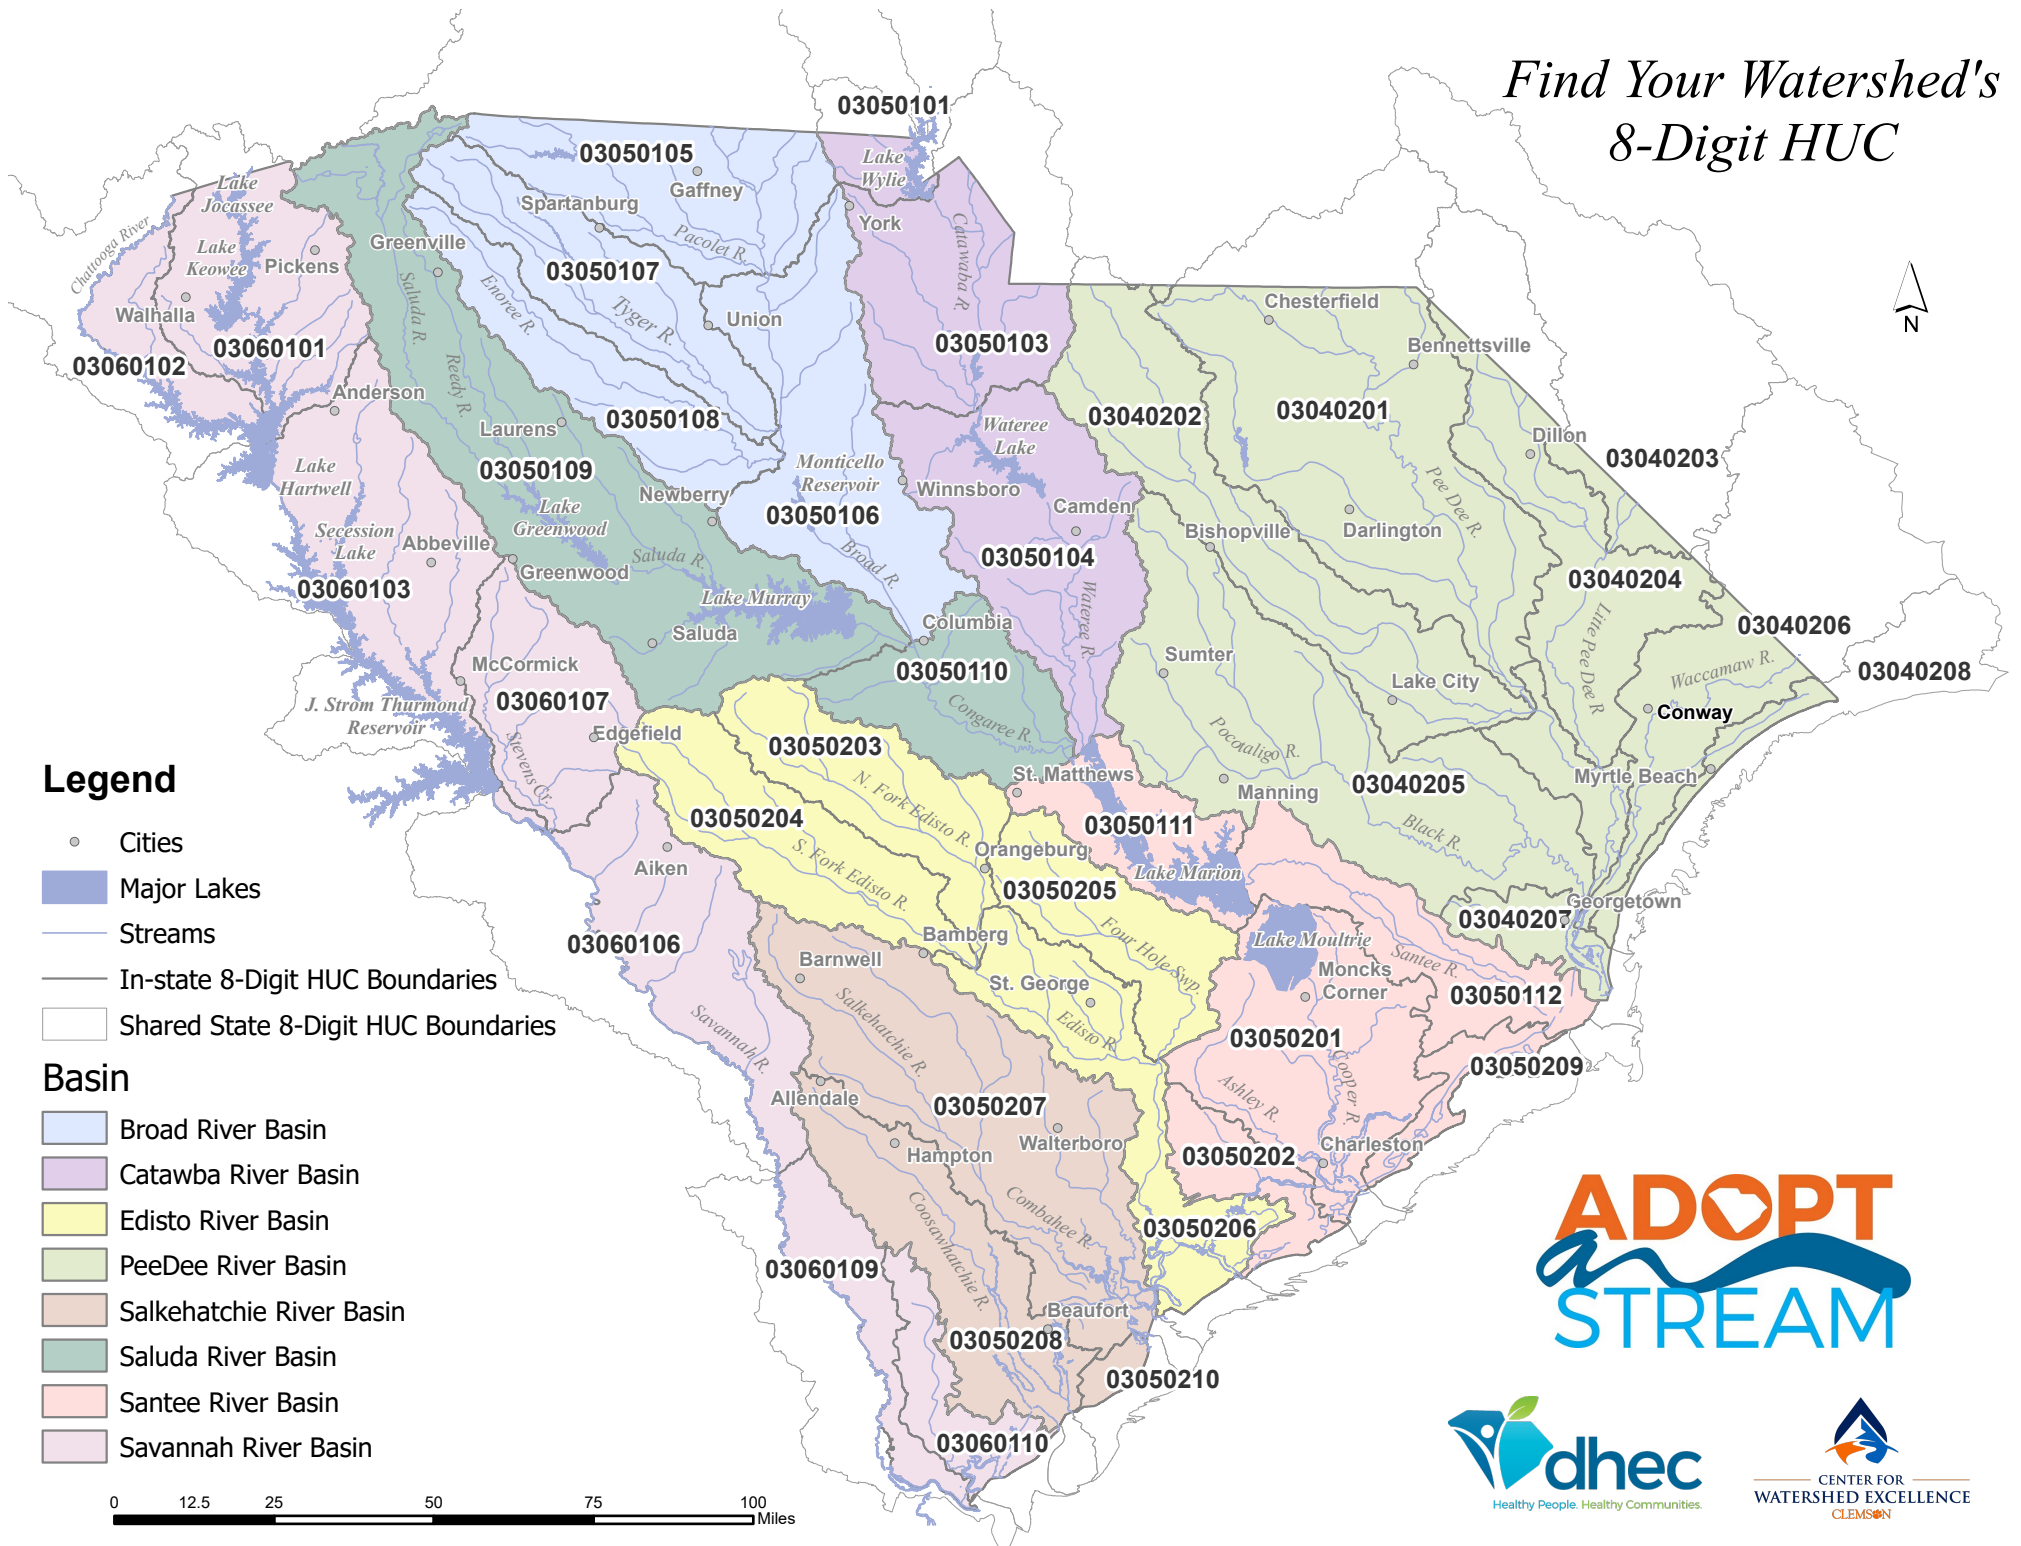 Find Your Watershed's
8-Digit HUC
03050101
03050105
Gaffney
Lake
Wylie
Lake
Jocassee
Spartanburg
York
Chattooga River
Greenville
Pacolet R.
Catawaba R.
Lake
Keowee
Pickens
03050107
Saluda R.
Enoree R.
Tyger R.
Union
Chesterfield
N
Walhalla
03060101
03050103
Bennettsville
03060102
Reedy R.
Anderson
03050108
03040202
03040201
Laurens
Wateree
Lake
Dillon
03040203
Lake
Hartwell
03050109
Monticello
Reservoir
Winnsboro
Newberry
Pee Dee R.
Lake
Greenwood
03050106
Camden
Secession
Lake
Abbeville
Bishopville
Darlington
Saluda R.
Broad R.
03050104
Greenwood
03040204
03060103
Lake Murray
Wateree R.
Litte Pee Dee R
Columbia
03040206
Saluda
McCormick
Sumter
03050110
Waccamaw R.
03040208
03060107
Lake City
J. Strom Thurmond
Reservoir
Congaree R.
Conway
Edgefield
03050203
Pocotaligo R.
Stevens Cr.
St. Matthews
Myrtle Beach
N. Fork Edisto R.
Manning
03040205
03050204
03050111
Black R.
S. Fork Edisto R.
Orangeburg
Aiken
Lake Marion
03050205
Georgetown
03040207
03060106
Bamberg
Four Hole Swp.
Lake Moultrie
Barnwell
Santee R.
St. George
Moncks
Corner
03050112
Salkehatchie R.
Savannah R.
Edisto R.
03050201
03050209
Cooper R.
Allendale
03050207
Ashley R.
Walterboro
Charleston
Hampton
03050202
Coosawhatchie R.
Combahee R.
03050206
03060109
Beaufort
03050208
03050210
03060110
Legend
Cities
Major Lakes
Streams
In-state 8-Digit HUC Boundaries
Shared State 8-Digit HUC Boundaries
Basin
Broad River Basin
Catawba River Basin
Edisto River Basin
PeeDee River Basin
Salkehatchie River Basin
Saluda River Basin
Santee River Basin
Savannah River Basin
0 12.5 25 50 75 100
Miles
ADOPT
a
STREAM
dhec
Healthy People. Healthy Communities.
CENTER FOR
WATERSHED EXCELLENCE
CLEMSON